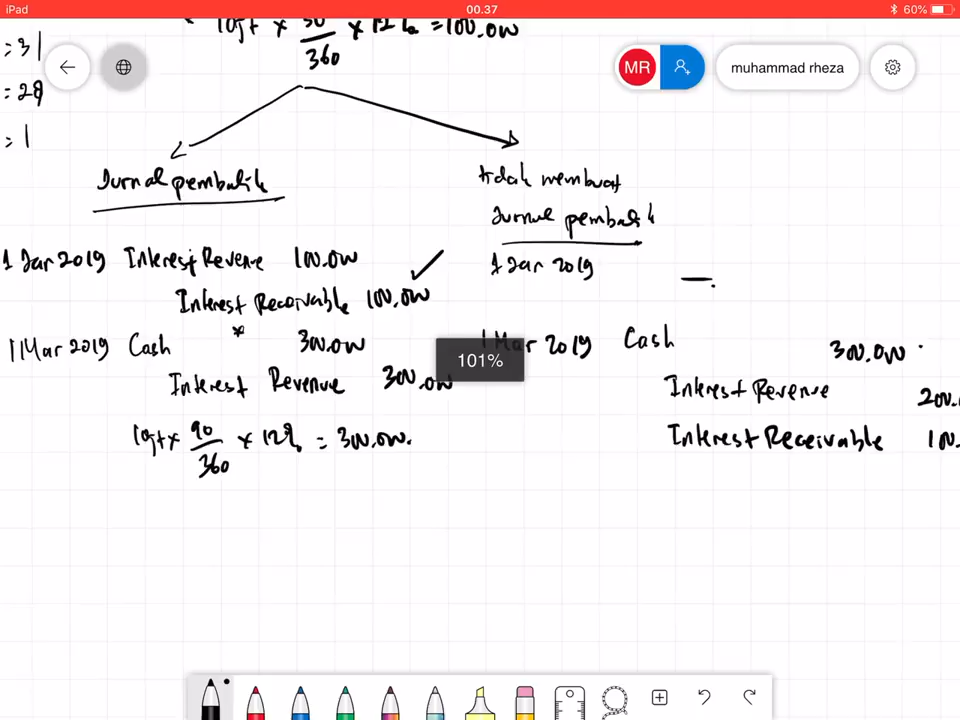 iPad
00.37
60%
10jt × 30/360 × 12% = 100.000
= 31
= 28
= 1
MR
muhammad rheza
Jurnal pembalik
tidak membuat
Jurnal pembalik
1 Jan 2019 Interest Revenue 100.000
Interest Receivable 100.000
1 Jan 2019 —
1 Mar 2019 Cash 300.000
Interest Revenue 300.000
10jt × 90/360 × 12% = 300.000
101%
1 Mar 2019 Cash 300.000
Interest Revenue 200.
Interest Receivable 100.